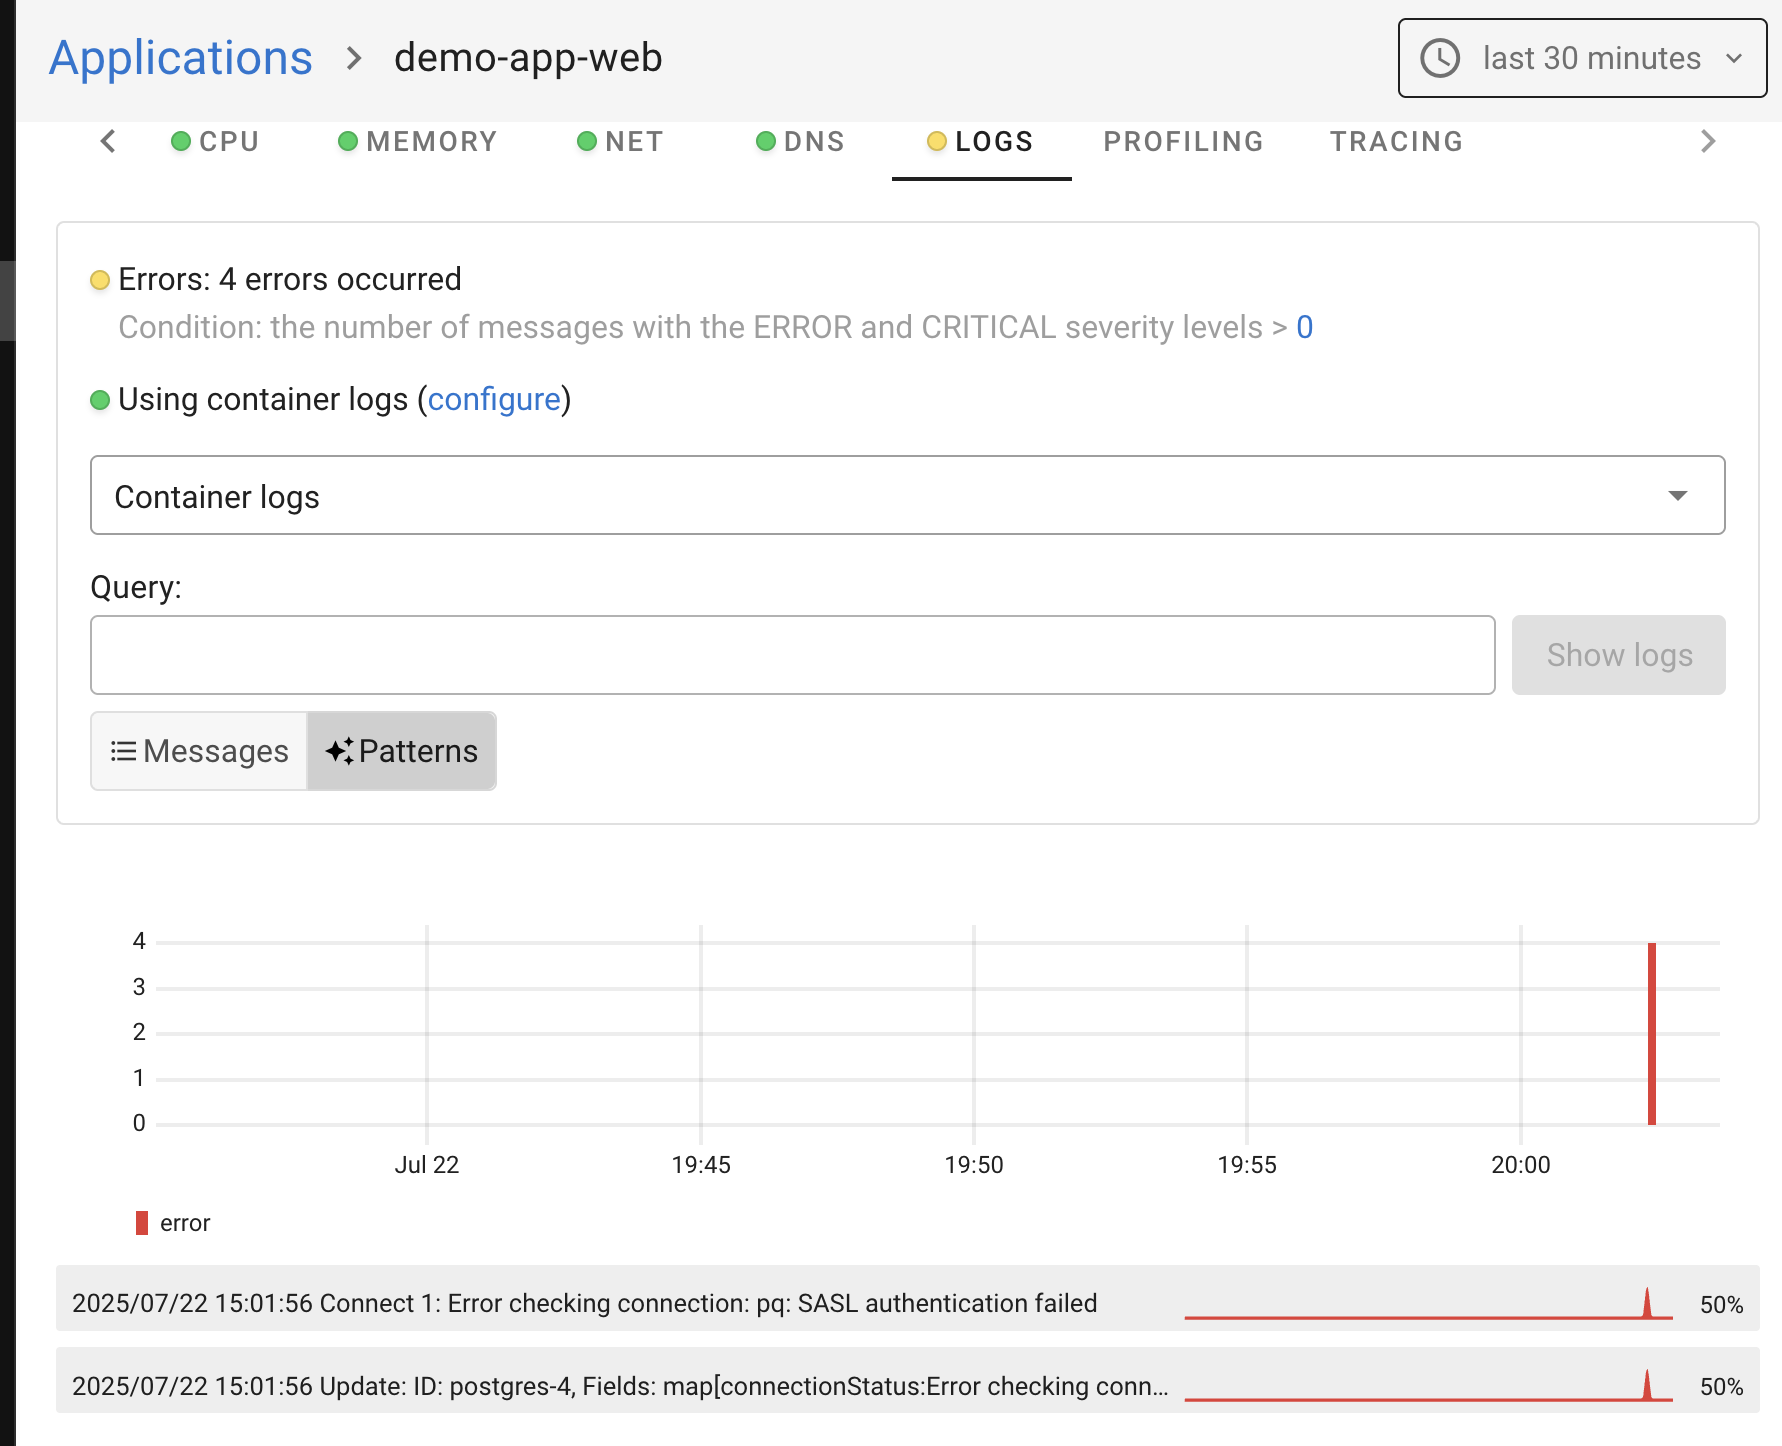 Applications > demo-app-web
last 30 minutes
CPU MEMORY NET DNS LOGS PROFILING TRACING
Errors: 4 errors occurred
Condition: the number of messages with the ERROR and CRITICAL severity levels > 0
Using container logs (configure)
Container logs
Query:
Show logs
Messages Patterns
4
3
2
1
0
Jul 22 19:45 19:50 19:55 20:00
error
2025/07/22 15:01:56 Connect 1: Error checking connection: pq: SASL authentication failed 50%
2025/07/22 15:01:56 Update: ID: postgres-4, Fields: map[connectionStatus:Error checking conn... 50%